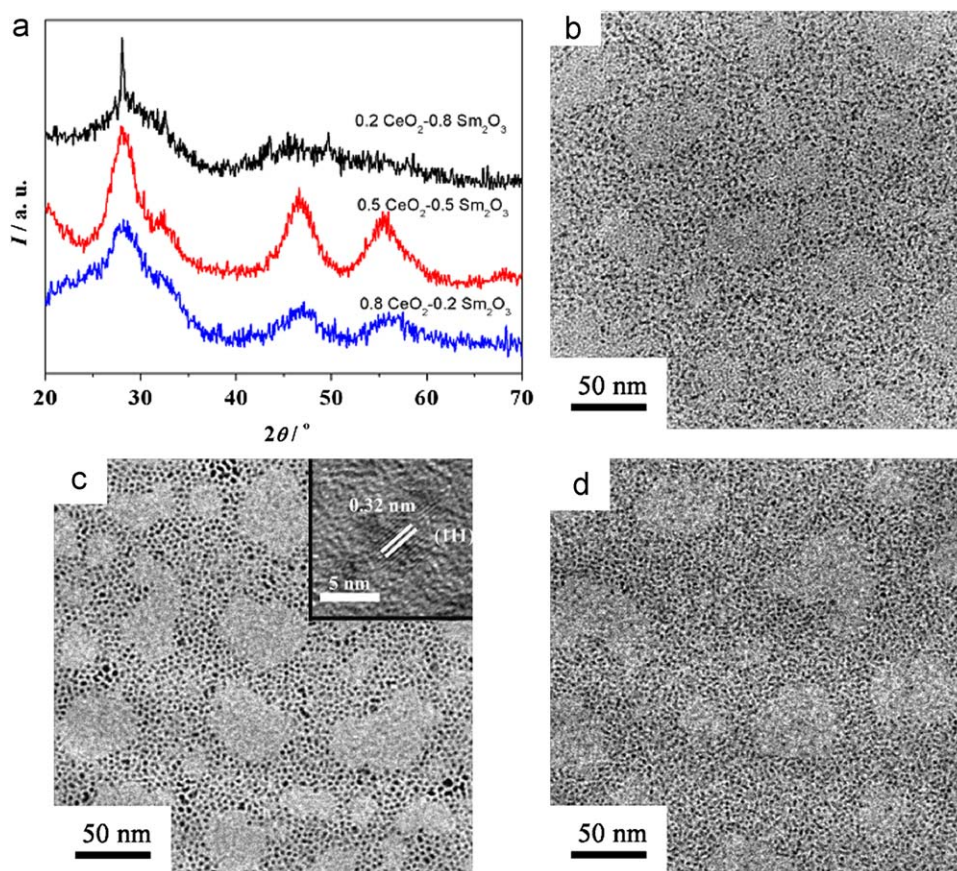 a
I / a. u.
0.2 CeO₂-0.8 Sm₂O₃
0.5 CeO₂-0.5 Sm₂O₃
0.8 CeO₂-0.2 Sm₂O₃
20 30 40 50 60 70
2θ / °
b
50 nm
c
0.32 nm
(111)
5 nm
50 nm
d
50 nm